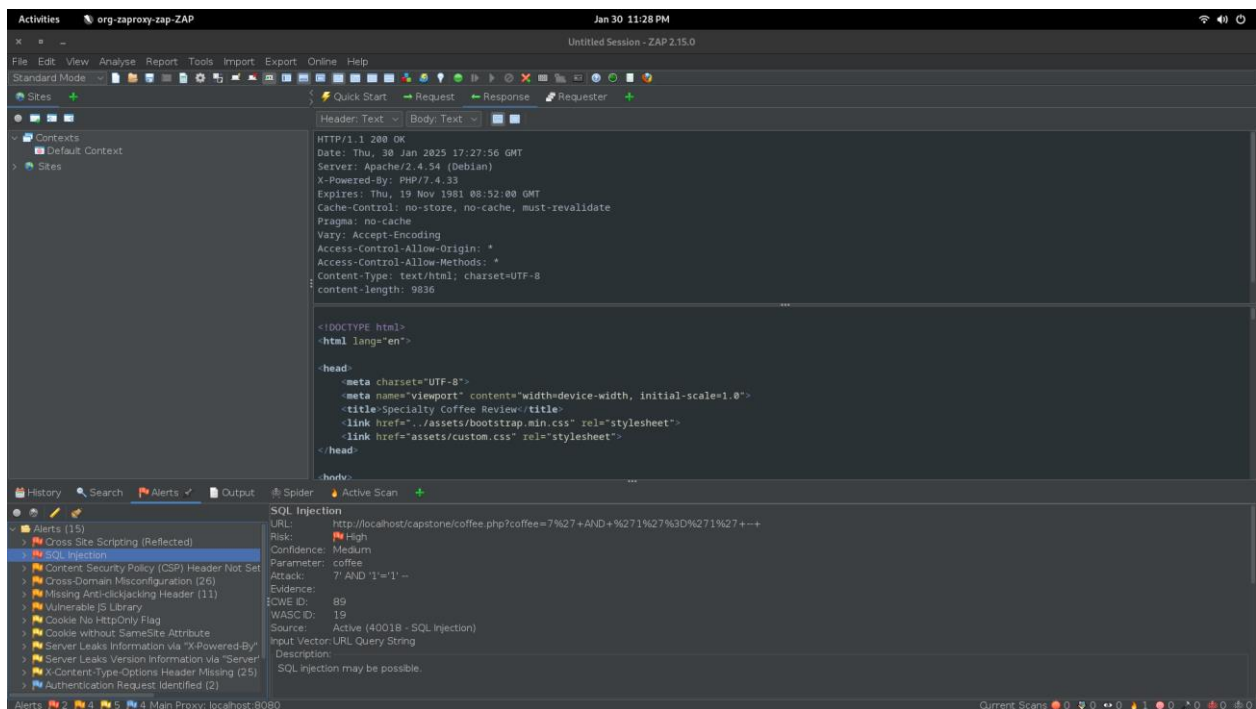 Activities org-zaproxy-zap-ZAP Jan 30 11:28 PM
Untitled Session - ZAP 2.15.0
File Edit View Analyse Report Tools Import Export Online Help
Standard Mode
Sites Quick Start Request Response Requester
Header: Text Body: Text
Contexts
Default Context
Sites
HTTP/1.1 200 OK
Date: Thu, 30 Jan 2025 17:27:56 GMT
Server: Apache/2.4.54 (Debian)
X-Powered-By: PHP/7.4.33
Expires: Thu, 19 Nov 1981 08:52:00 GMT
Cache-Control: no-store, no-cache, must-revalidate
Pragma: no-cache
Vary: Accept-Encoding
Access-Control-Allow-Origin: *
Access-Control-Allow-Methods: *
Content-Type: text/html; charset=UTF-8
content-length: 9836
<!DOCTYPE html>
<html lang="en">
<head>
<meta charset="UTF-8">
<meta name="viewport" content="width=device-width, initial-scale=1.0">
<title>Specialty Coffee Review</title>
<link href="../assets/bootstrap.min.css" rel="stylesheet">
<link href="assets/custom.css" rel="stylesheet">
</head>
<body>
History Search Alerts Output Spider Active Scan
Alerts (15)
Cross Site Scripting (Reflected)
SQL Injection
Content Security Policy (CSP) Header Not Set
Cross-Domain Misconfiguration (26)
Missing Anti-clickjacking Header (11)
Vulnerable JS Library
Cookie No HttpOnly Flag
Cookie without SameSite Attribute
Server Leaks Information via "X-Powered-By"
Server Leaks Version Information via "Server"
X-Content-Type-Options Header Missing (25)
Authentication Request Identified (2)
SQL Injection
URL: http://localhost/capstone/coffee.php?coffee=7%27+AND+%271%27%3D%271%27+--+
Risk: High
Confidence: Medium
Parameter: coffee
Attack: 7' AND '1'='1' --
Evidence:
CWE ID: 89
WASC ID: 19
Source: Active (40018 - SQL Injection)
Input Vector: URL Query String
Description:
SQL injection may be possible.
Alerts 2 4 5 4 Main Proxy: localhost:8080 Current Scans 0 0 0 1 0 0 0 0